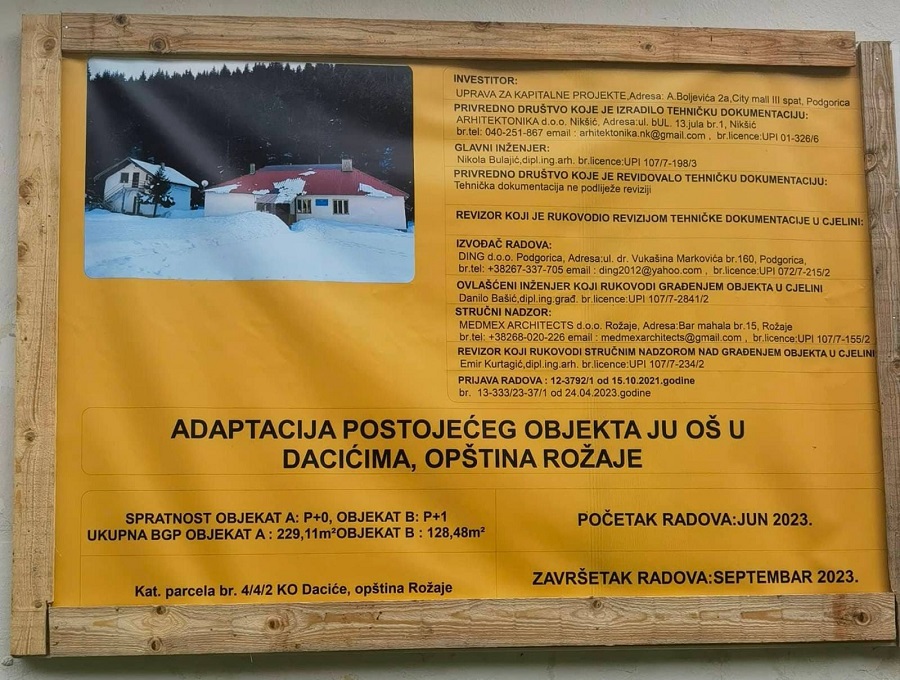 INVESTITOR:
UPRAVA ZA KAPITALNE PROJEKTE,Adresa: A.Boljevića 2a,City mall III spat, Podgorica
PRIVREDNO DRUŠTVO KOJE JE IZRADILO TEHNIČKU DOKUMENTACIJU:
ARHITEKTONIKA d.o.o. Nikšić, Adresa:ul. bUL. 13.jula br.1, Nikšić
br.tel: 040-251-867 email : arhitektonika.nk@gmail.com , br.licence:UPI 01-326/6
GLAVNI INŽENJER:
Nikola Bulajić,dipl.ing.arh. br.licence:UPI 107/7-198/3
PRIVREDNO DRUŠTVO KOJE JE REVIDOVALO TEHNIČKU DOKUMENTACIJU:
Tehnička dokumentacija ne podliježe reviziji
REVIZOR KOJI JE RUKOVODIO REVIZIJOM TEHNIČKE DOKUMENTACIJE U CJELINI:
IZVOĐAČ RADOVA:
DING d.o.o. Podgorica, Adresa:ul. dr. Vukašina Markovića br.160, Podgorica,
br.tel: +38267-337-705 email : ding2012@yahoo.com , br.licence:UPI 072/7-215/2
OVLAŠĆENI INŽENJER KOJI RUKOVODI GRAĐENJEM OBJEKTA U CJELINI
Danilo Bašić,dipl.ing.građ. br.licence:UPI 107/7-2841/2
STRUČNI NADZOR:
MEDMEX ARCHITECTS d.o.o. Rožaje, Adresa:Bar mahala br.15, Rožaje
br.tel: +38268-020-226 email : medmexarchitects@gmail.com , br.licence:UPI 107/7-155/2
REVIZOR KOJI RUKOVODI STRUČNIM NADZOROM NAD GRAĐENJEM OBJEKTA U CJELINI
Emir Kurtagić,dipl.ing.arh. br.licence:UPI 107/7-234/2
PRIJAVA RADOVA : 12-3792/1 od 15.10.2021.godine
br. 13-333/23-37/1 od 24.04.2023.godine
ADAPTACIJA POSTOJEĆEG OBJEKTA JU OŠ U
DACIĆIMA, OPŠTINA ROŽAJE
SPRATNOST OBJEKAT A: P+0, OBJEKAT B: P+1
UKUPNA BGP OBJEKAT A : 229,11m²OBJEKAT B : 128,48m²
Kat. parcela br. 4/4/2 KO Daciće, opština Rožaje
POČETAK RADOVA:JUN 2023.
ZAVRŠETAK RADOVA:SEPTEMBAR 2023.